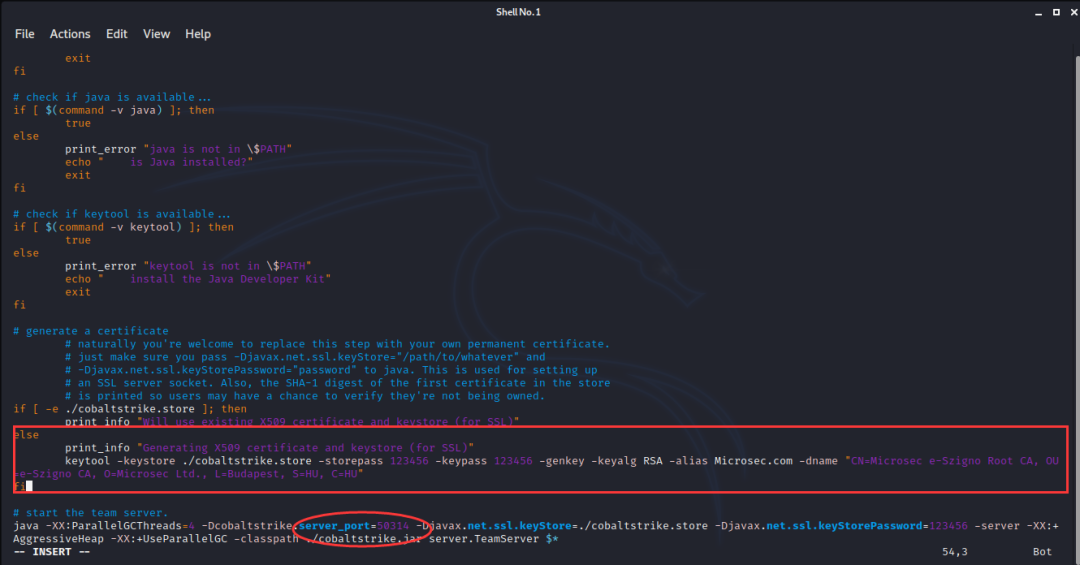 Shell No.1
File Actions Edit View Help
exit
fi
# check if java is available...
if [ $(command -v java) ]; then
true
else
print_error "java is not in \$PATH"
echo "    is Java installed?"
exit
fi
# check if keytool is available...
if [ $(command -v keytool) ]; then
true
else
print_error "keytool is not in \$PATH"
echo "    install the Java Developer Kit"
exit
fi
# generate a certificate
# naturally you're welcome to replace this step with your own permanent certificate.
# just make sure you pass -Djavax.net.ssl.keyStore="/path/to/whatever" and
# -Djavax.net.ssl.keyStorePassword="password" to java. This is used for setting up
# an SSL server socket. Also, the SHA-1 digest of the first certificate in the store
# is printed so users may have a chance to verify they're not being owned.
if [ -e ./cobaltstrike.store ]; then
print_info "Will use existing X509 certificate and keystore (for SSL)"
else
print_info "Generating X509 certificate and keystore (for SSL)"
keytool -keystore ./cobaltstrike.store -storepass 123456 -keypass 123456 -genkey -keyalg RSA -alias Microsec.com -dname "CN=Microsec e-Szigno Root CA, OU
=e-Szigno CA, O=Microsec Ltd., L=Budapest, S=HU, C=HU"
fi
# start the team server.
java -XX:ParallelGCThreads=4 -Dcobaltstrike.server_port=50314 -Djavax.net.ssl.keyStore=./cobaltstrike.store -Djavax.net.ssl.keyStorePassword=123456 -server -XX:+
AggressiveHeap -XX:+UseParallelGC -classpath ./cobaltstrike.jar server.TeamServer $*
-- INSERT -- 54,3 Bot